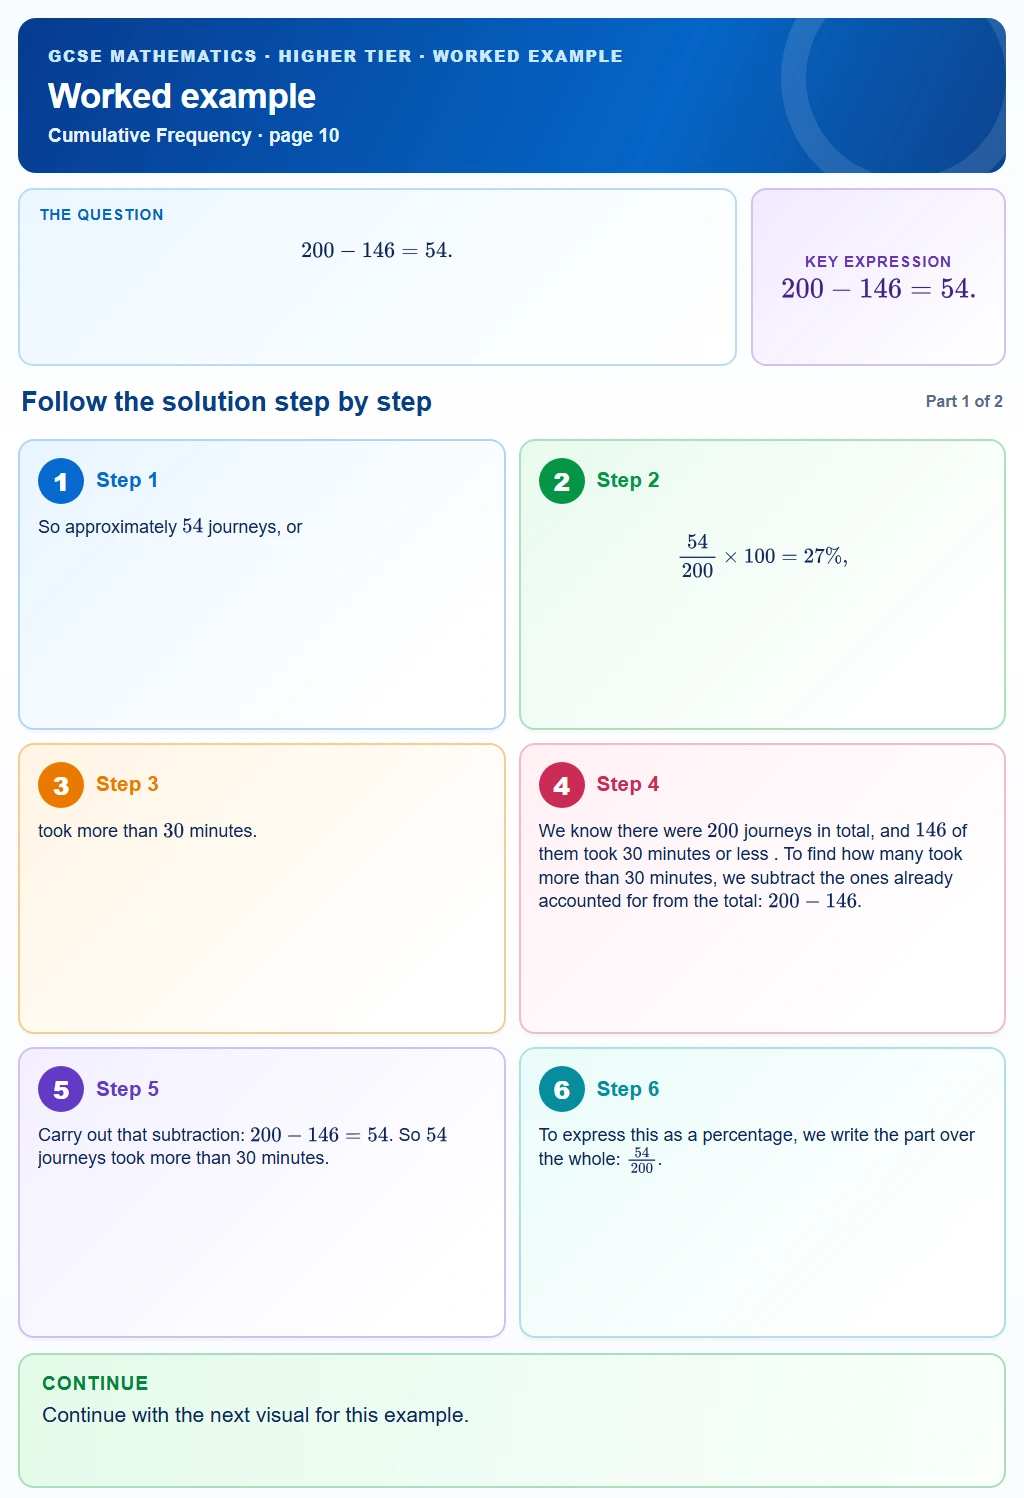 GCSE MATHEMATICS · HIGHER TIER · WORKED EXAMPLE
Worked example
Cumulative Frequency · page 10
THE QUESTION
200 − 146 = 54.
KEY EXPRESSION
200 − 146 = 54.
Follow the solution step by step
Part 1 of 2
1 Step 1
So approximately 54 journeys, or
2 Step 2
54/200 × 100 = 27%,
3 Step 3
took more than 30 minutes.
4 Step 4
We know there were 200 journeys in total, and 146 of
them took 30 minutes or less . To find how many took
more than 30 minutes, we subtract the ones already
accounted for from the total: 200 − 146.
5 Step 5
Carry out that subtraction: 200 − 146 = 54. So 54
journeys took more than 30 minutes.
6 Step 6
To express this as a percentage, we write the part over
the whole: 54/200.
CONTINUE
Continue with the next visual for this example.